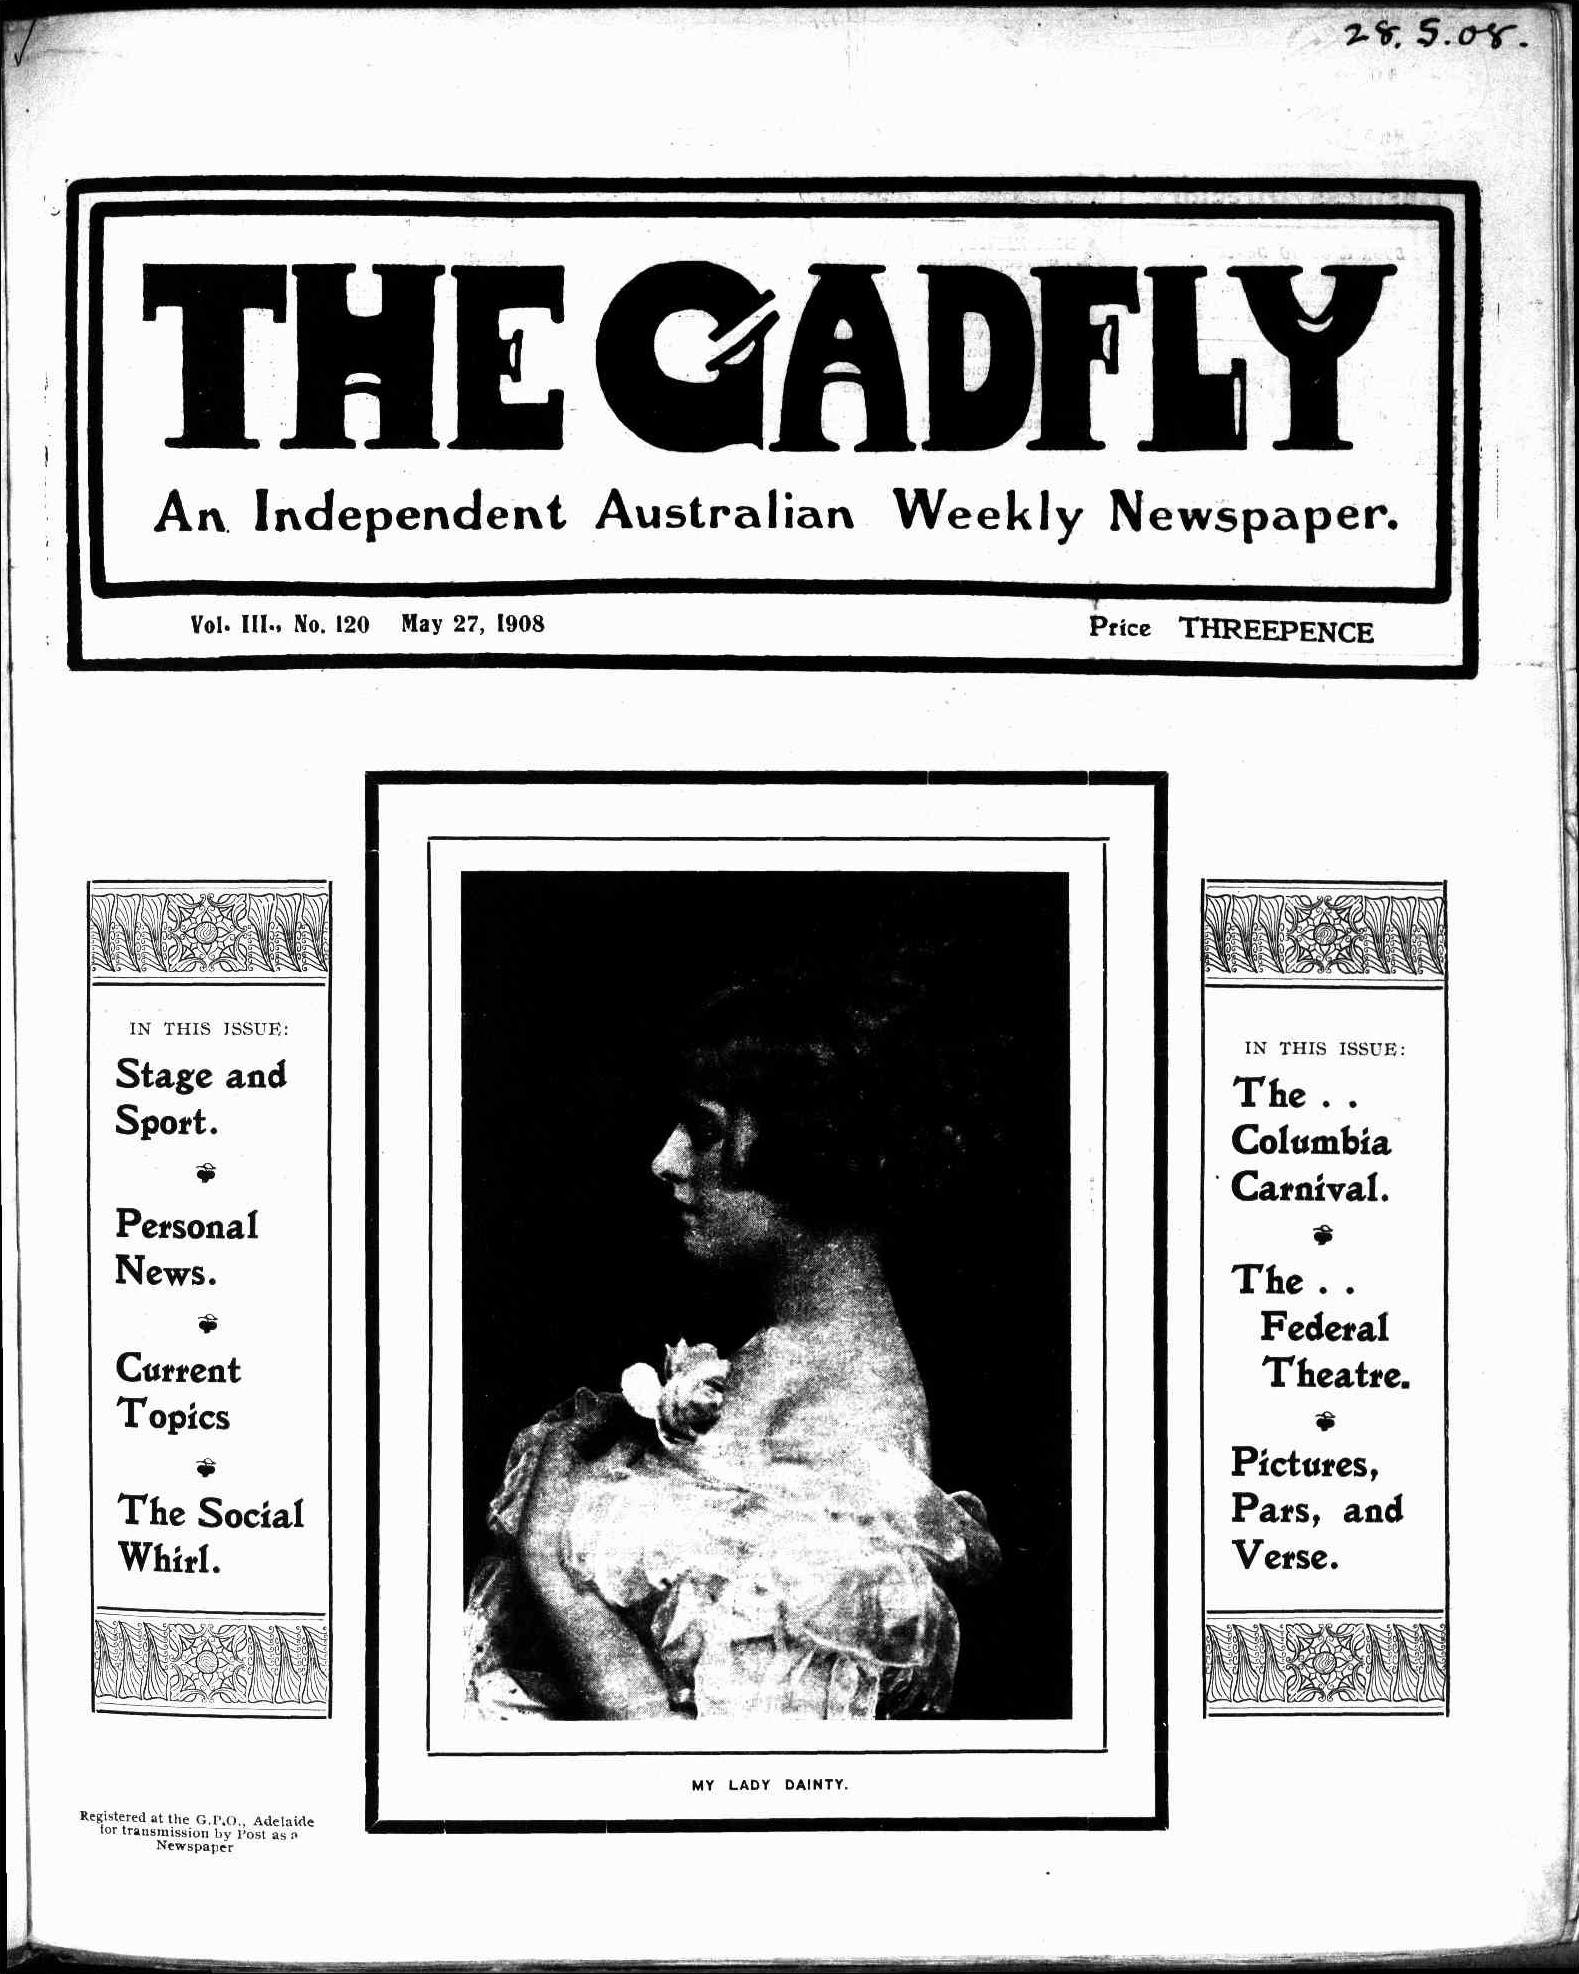 28.5.08.
THE GADFLY
An Independent Australian Weekly Newspaper.
Vol. III., No. 120 May 27, 1908
Price THREEPENCE
IN THIS ISSUE:
Stage and
Sport.
Personal
News.
Current
Topics
The Social
Whirl.
MY LADY DAINTY.
IN THIS ISSUE:
The . .
Columbia
Carnival.
The . .
Federal
Theatre.
Pictures,
Pars, and
Verse.
Registered at the G.P.O., Adelaide
for transmission by Post as a
Newspaper